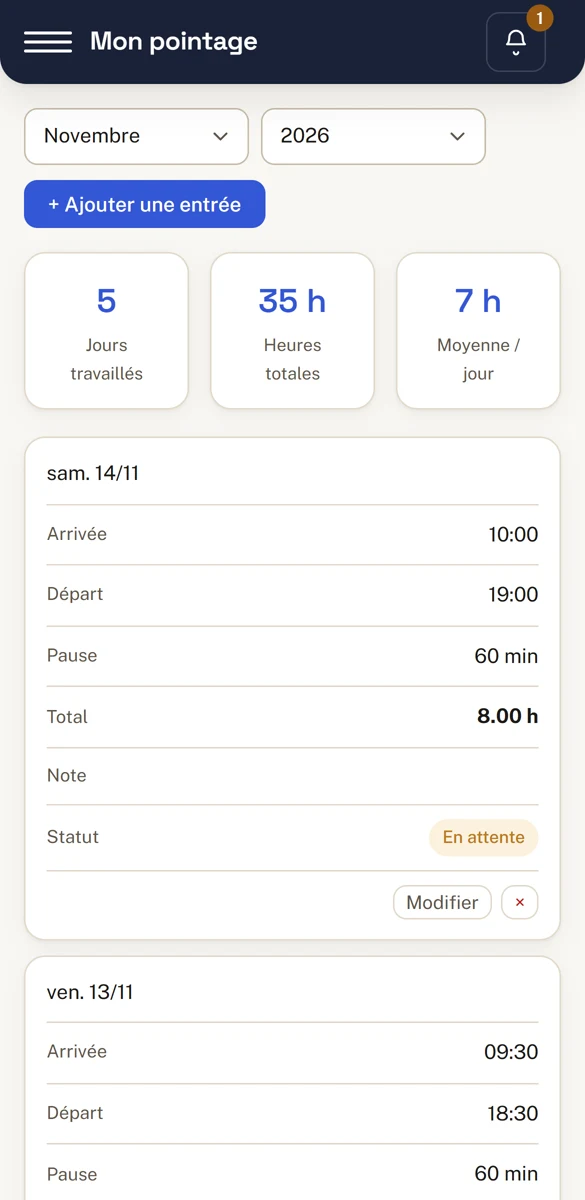 Mon pointage
1
Novembre
2026
+ Ajouter une entrée
5
Jours
travaillés
35 h
Heures
totales
7 h
Moyenne /
jour
sam. 14/11
Arrivée 10:00
Départ 19:00
Pause 60 min
Total 8.00 h
Note
Statut En attente
Modifier ×
ven. 13/11
Arrivée 09:30
Départ 18:30
Pause 60 min